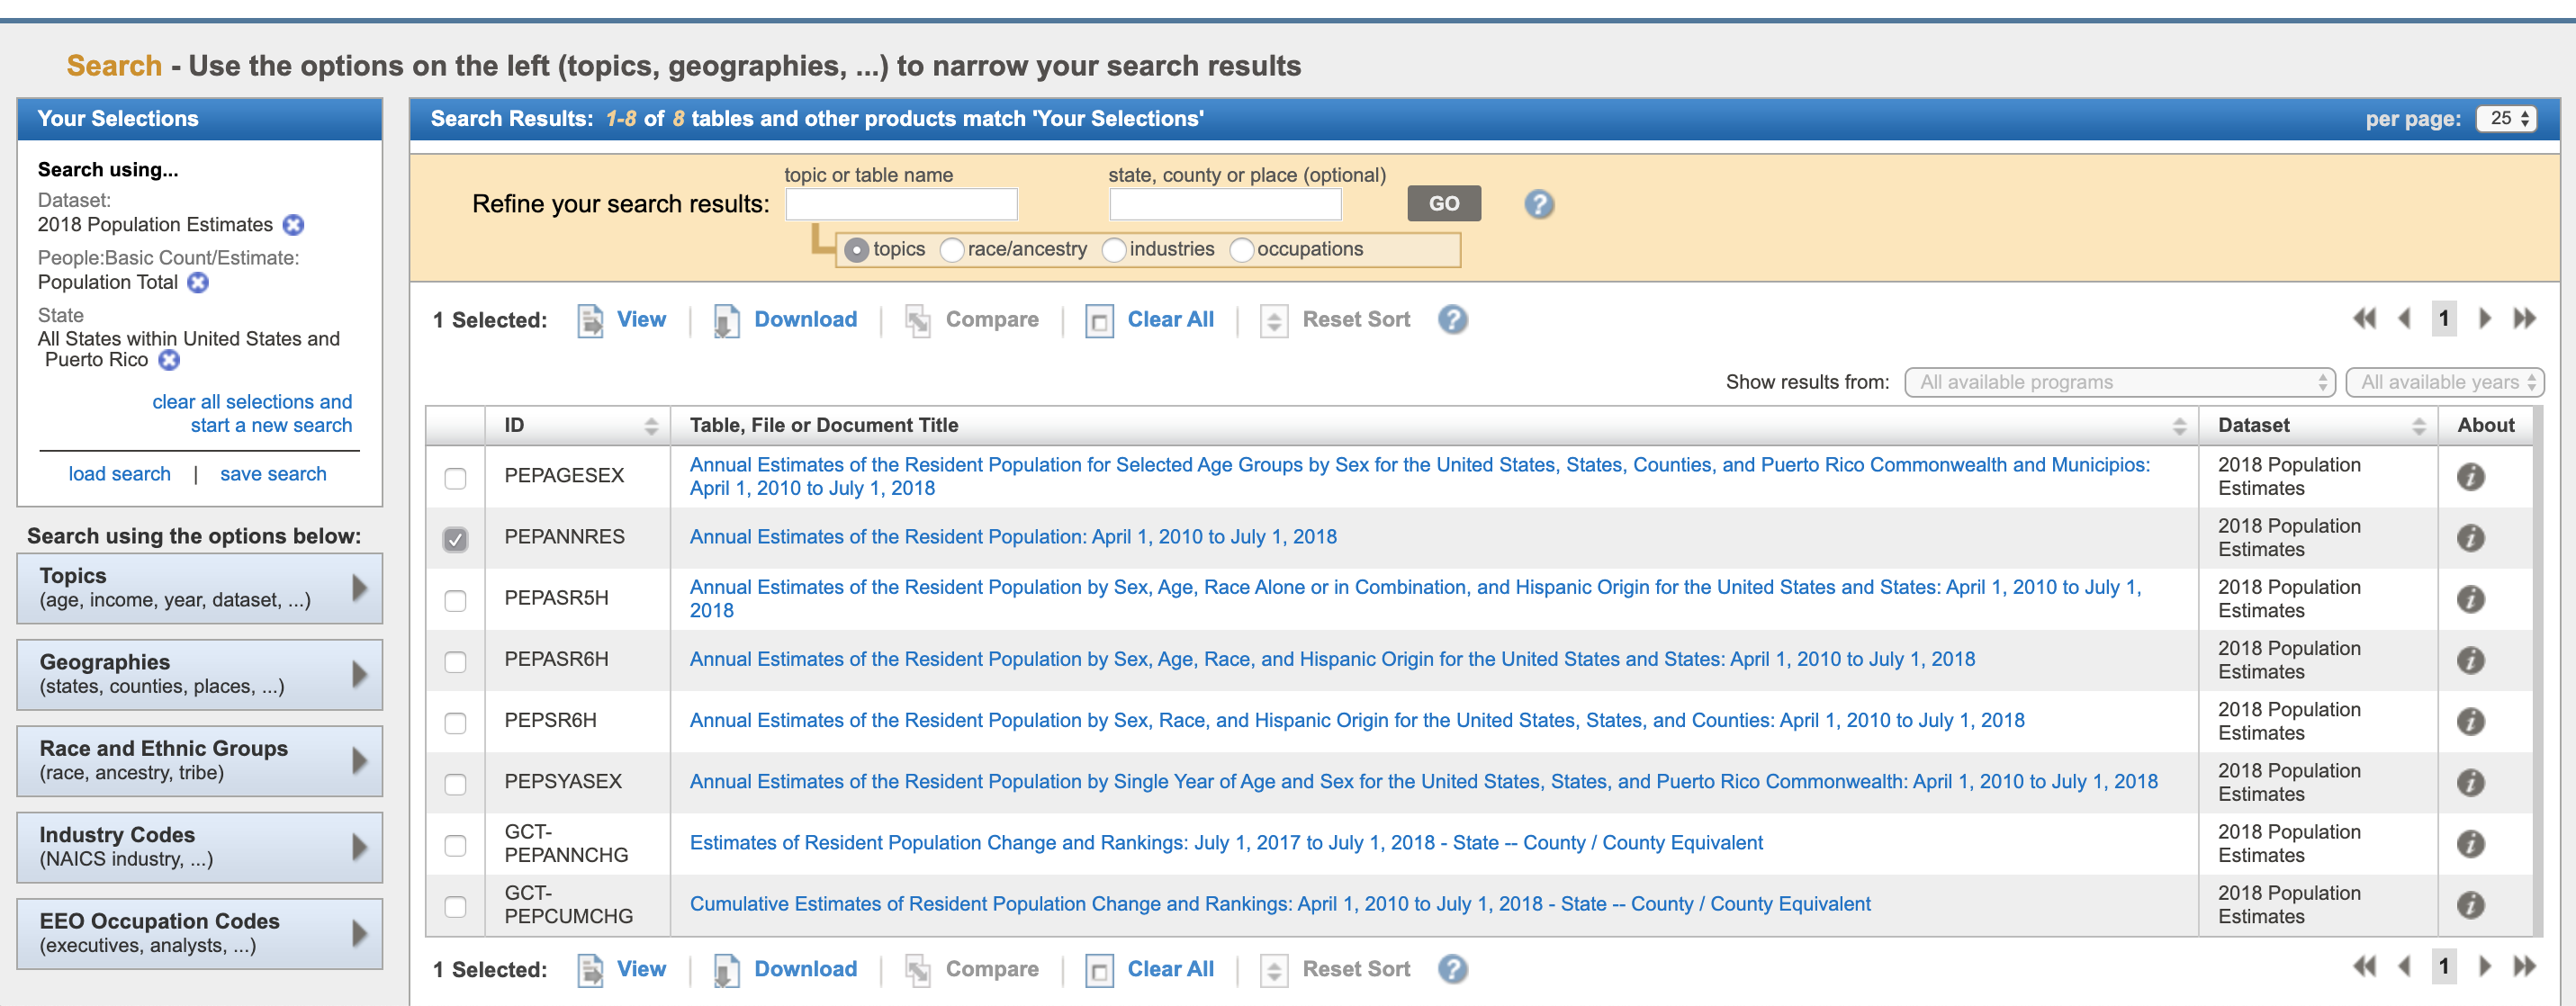 Search - Use the options on the left (topics, geographies, ...) to narrow your search results
Your Selections
Search using...
Dataset:
2018 Population Estimates
People:Basic Count/Estimate:
Population Total
State
All States within United States and
Puerto Rico
clear all selections and
start a new search
load search | save search
Search using the options below:
Topics
(age, income, year, dataset, ...)
Geographies
(states, counties, places, ...)
Race and Ethnic Groups
(race, ancestry, tribe)
Industry Codes
(NAICS industry, ...)
EEO Occupation Codes
(executives, analysts, ...)
Search Results: 1-8 of 8 tables and other products match 'Your Selections'
per page: 25
topic or table name
state, county or place (optional)
Refine your search results:
GO
?
topics race/ancestry industries occupations
1 Selected: View | Download | Compare | Clear All | Reset Sort ?
1
Show results from: All available programs All available years
ID Table, File or Document Title Dataset About
PEPAGESEX
Annual Estimates of the Resident Population for Selected Age Groups by Sex for the United States, States, Counties, and Puerto Rico Commonwealth and Municipios:
April 1, 2010 to July 1, 2018
2018 Population
Estimates
i
PEPANNRES
Annual Estimates of the Resident Population: April 1, 2010 to July 1, 2018
2018 Population
Estimates
i
PEPASR5H
Annual Estimates of the Resident Population by Sex, Age, Race Alone or in Combination, and Hispanic Origin for the United States and States: April 1, 2010 to July 1,
2018
2018 Population
Estimates
i
PEPASR6H
Annual Estimates of the Resident Population by Sex, Age, Race, and Hispanic Origin for the United States and States: April 1, 2010 to July 1, 2018
2018 Population
Estimates
i
PEPSR6H
Annual Estimates of the Resident Population by Sex, Race, and Hispanic Origin for the United States, States, and Counties: April 1, 2010 to July 1, 2018
2018 Population
Estimates
i
PEPSYASEX
Annual Estimates of the Resident Population by Single Year of Age and Sex for the United States, States, and Puerto Rico Commonwealth: April 1, 2010 to July 1, 2018
2018 Population
Estimates
i
GCT-
PEPANNCHG
Estimates of Resident Population Change and Rankings: July 1, 2017 to July 1, 2018 - State -- County / County Equivalent
2018 Population
Estimates
i
GCT-
PEPCUMCHG
Cumulative Estimates of Resident Population Change and Rankings: April 1, 2010 to July 1, 2018 - State -- County / County Equivalent
2018 Population
Estimates
i
1 Selected: View | Download | Compare | Clear All | Reset Sort ?
1